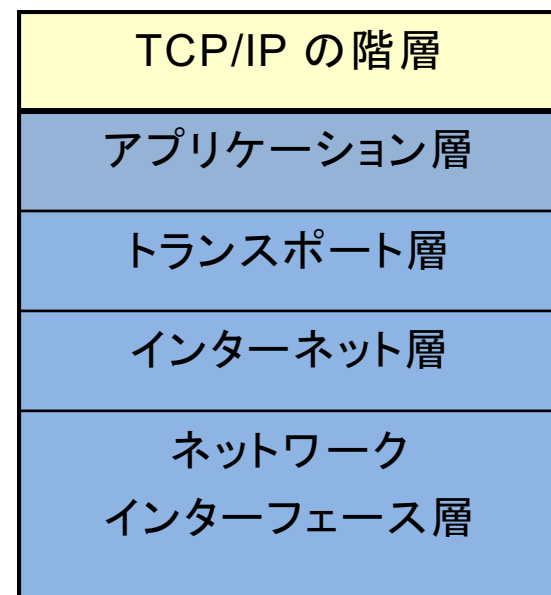 TCP/IP の階層
アプリケーション層
トランスポート層
インターネット層
ネットワーク
インターフェース層